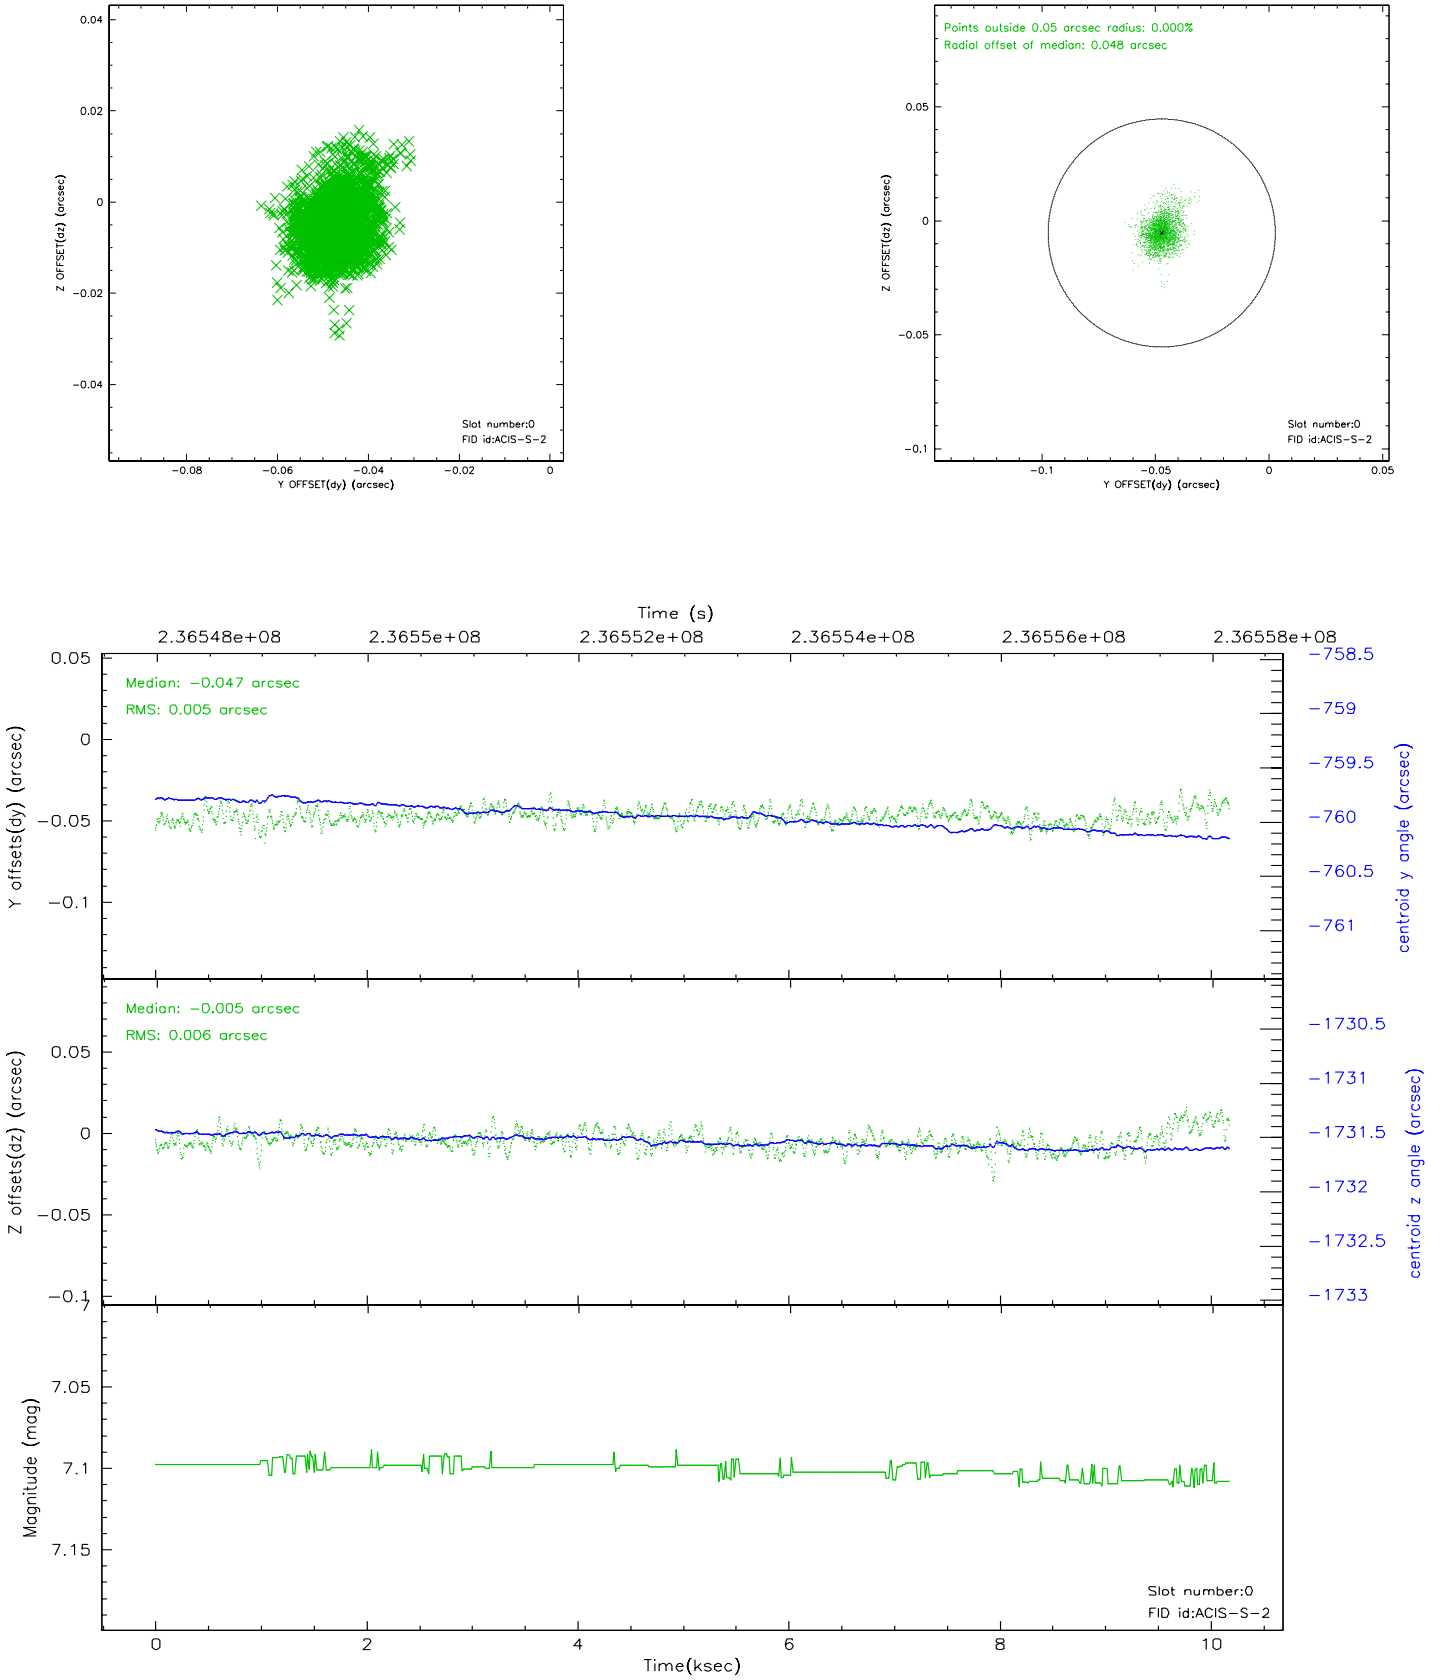 0.04
0.02
0
-0.02
-0.04
Z OFFSET(dz) (arcsec)
Slot number:0
FID id:ACIS-S-2
-0.08 -0.06 -0.04 -0.02 0
Y OFFSET(dy) (arcsec)
Points outside 0.05 arcsec radius: 0.000%
Radial offset of median: 0.048 arcsec
0.05
0
-0.05
-0.1
Z OFFSET(dz) (arcsec)
Slot number:0
FID id:ACIS-S-2
-0.1 -0.05 0 0.05
Y OFFSET(dy) (arcsec)
Time (s)
2.36548e+08 2.3655e+08 2.36552e+08 2.36554e+08 2.36556e+08 2.36558e+08
Median: -0.047 arcsec
RMS: 0.005 arcsec
0.05
0
-0.05
-0.1
Y offsets(dy) (arcsec)
-758.5
-759
-759.5
-760
-760.5
-761
centroid y angle (arcsec)
Median: -0.005 arcsec
RMS: 0.006 arcsec
0.05
0
-0.05
-0.1
Z offsets(dz) (arcsec)
-1730.5
-1731
-1731.5
-1732
-1732.5
-1733
centroid z angle (arcsec)
7
7.05
7.1
7.15
Magnitude (mag)
Slot number:0
FID id:ACIS-S-2
0 2 4 6 8 10
Time(ksec)